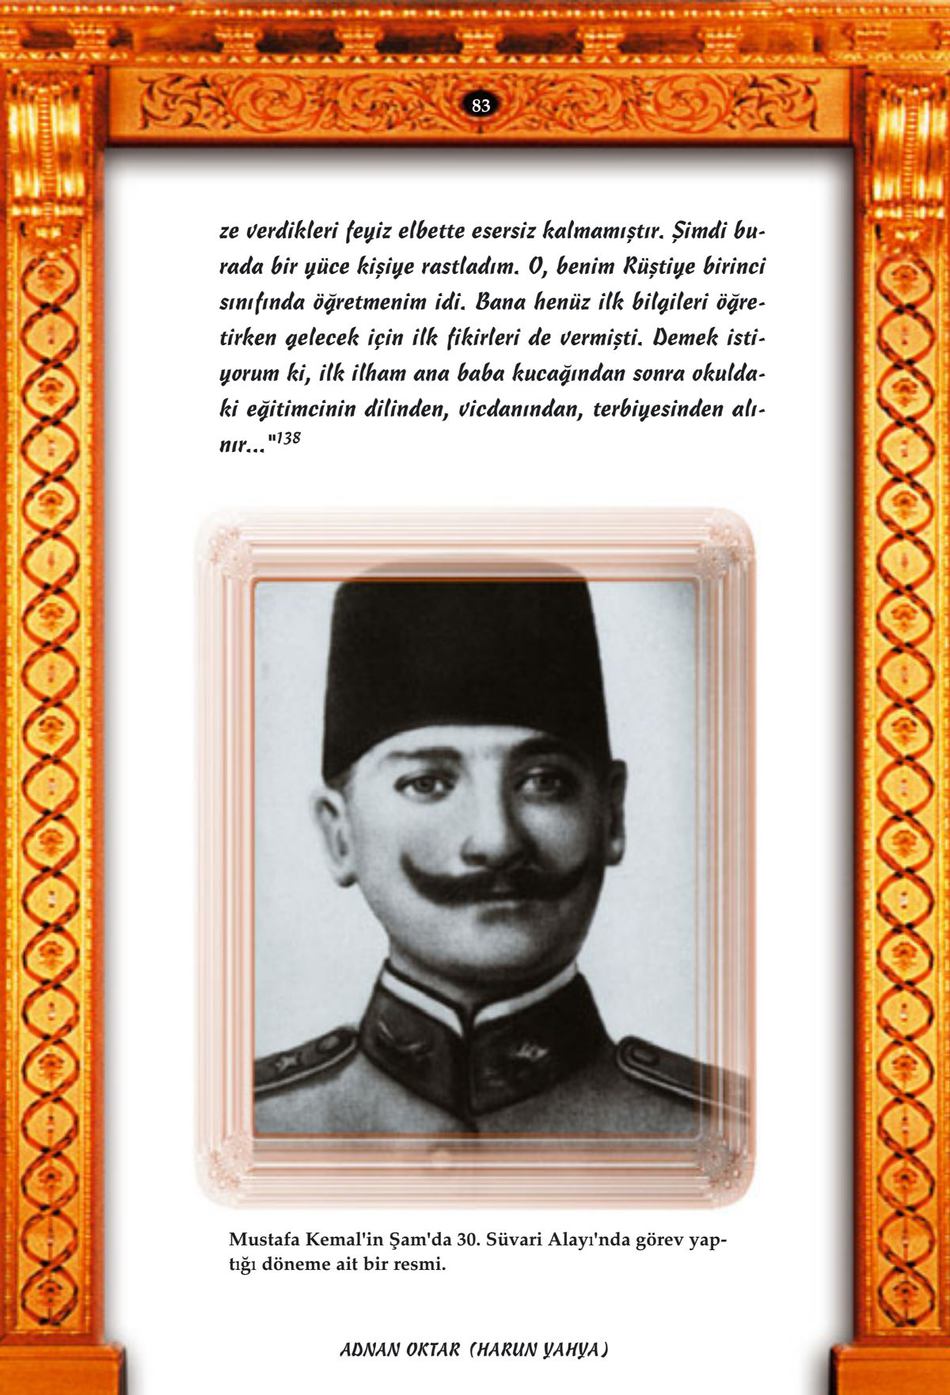 83
ze verdikleri feyiz elbette esersiz kalmamıştır. Şimdi bu-
rada bir yüce kişiye rastladım. O, benim Rüştiye birinci
sınıfında öğretmenim idi. Bana henüz ilk bilgileri öğre-
tirken gelecek için ilk fikirleri de vermişti. Demek isti-
yorum ki, ilk ilham ana baba kucağından sonra okulda-
ki eğitimcinin dilinden, vicdanından, terbiyesinden alı-
nır..."138
Mustafa Kemal'in Şam'da 30. Süvari Alayı'nda görev yap-
tığı döneme ait bir resmi.
ADNAN OKTAR (HARUN YAHYA)